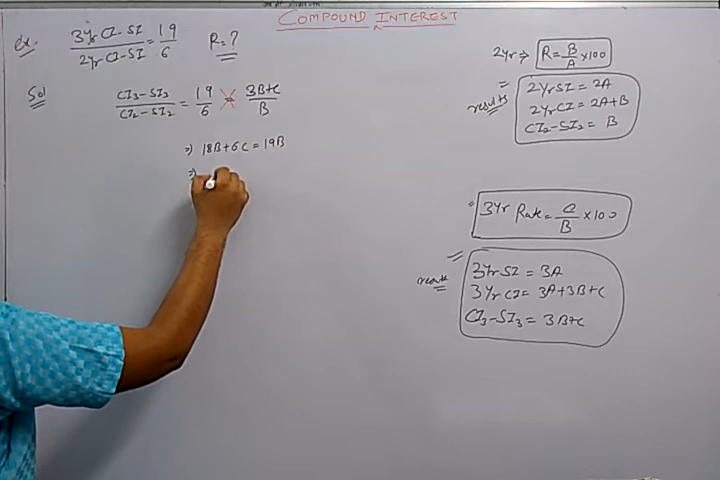 COMPOUND INTEREST
Ex. 3Yr CI-SI / 2Yr CI-SI = 19/6 R=?
Sol CI₃-SI₃ / CI₂-SI₂ = 19/6 = 3B+C / B
⇒ 18B+6C = 19B
⇒
2Yr ⇒ R = B/A ×100
results
2Yr SI = 2A
2Yr CI = 2A+B
CI₂-SI₂ = B
3Yr Rate = C/B ×100
3Yr SI = 3A
3Yr CI = 3A+3B+C
CI₃-SI₃ = 3B+C